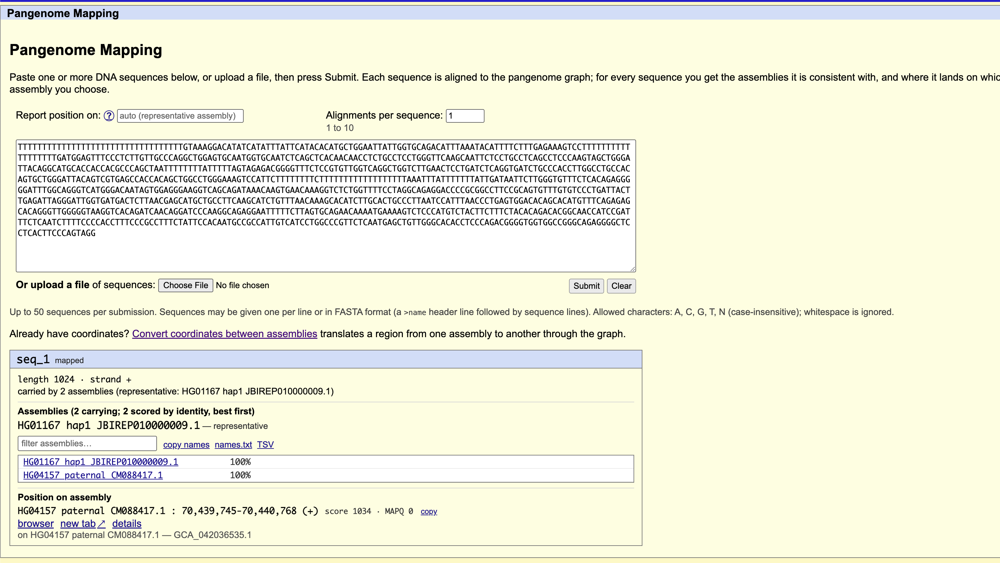 Pangenome Mapping
Pangenome Mapping
Paste one or more DNA sequences below, or upload a file, then press Submit. Each sequence is aligned to the pangenome graph; for every sequence you get the assemblies it is consistent with, and where it lands on
assembly you choose.
Report position on: ? auto (representative assembly) Alignments per sequence: 1
1 to 10
TTTTTTTTTTTTTTTTTTTTTTTTTTTTTTTTTTGTAAAGGACATATCATATTTATTCATACACATGCTGGAATTATTGGTGCAGACATTTAAATACATTTTCTTTGAGAAAGTCCTTTTTTTTTT
TTTTTTTTGATGGAGTTTCCCTCTTGTTGCCCAGGCTGGAGTGCAATGGTGCAATCTCAGCTCACAACAACCTCTGCCTCCTGGGTTCAAGCAATTCTCCTGCCTCAGCCTCCCAAGTAGCTGGGA
TTACAGGCATGCACCACCACGCCCAGCTAATTTTTTTTATTTTTAGTAGAGACGGGGTTTCTCCGTGTTGGTCAGGCTGGTCTTGAACTCCTGATCTCAGGTGATCTGCCCACCTTGGCCTGCCAC
AGTGCTGGGATTACAGTCGTGAGCCACCACAGCTGGCCTGGGAAAGTCCATTCTTTTTTTTCTTTTTTTTTTTTTTTTTTAAATTTATTTTTTTATTGATAATTCTTGGGTGTTTCTCACAGAGGG
GGATTTGGCAGGGTCATGGGACAATAGTGGAGGGAAGGTCAGCAGATAAACAAGTGAACAAAGGTCTCTGGTTTTCCTAGGCAGAGGACCCCGCGGCCTTCCGCAGTGTTTGTGTCCCTGATTACT
TGAGATTAGGGATTGGTGATGACTCTTAACGAGCATGCTGCCTTCAAGCATCTGTTTAACAAAGCACATCTTGCACTGCCCTTAATCCATTTAACCCTGAGTGGACACAGCACATGTTTCAGAGAG
CACAGGGTTGGGGGTAAGGTCACAGATCAACAGGATCCCAAGGCAGAGGAATTTTTCTTAGTGCAGAACAAAATGAAAAGTCTCCCATGTCTACTTCTTTCTACACAGACACGGCAACCATCCGAT
TTCTCAATCTTTTCCCCACCTTTCCCGCCTTTCTATTCCACAATGCCGCCATTGTCATCCTGGCCCGTTCTCAATGAGCTGTTGGGCACACCTCCCAGACGGGGTGGTGGCCGGGCAGAGGGGCTC
CTCACTTCCCAGTAGG
Or upload a file of sequences: Choose File No file chosen Submit Clear
Up to 50 sequences per submission. Sequences may be given one per line or in FASTA format (a >name header line followed by sequence lines). Allowed characters: A, C, G, T, N (case-insensitive); whitespace is ignored.
Already have coordinates? Convert coordinates between assemblies translates a region from one assembly to another through the graph.
seq_1 mapped
length 1024 · strand +
carried by 2 assemblies (representative: HG01167 hap1 JBIREP010000009.1)
Assemblies (2 carrying; 2 scored by identity, best first)
HG01167 hap1 JBIREP010000009.1 — representative
filter assemblies… copy names names.txt TSV
HG01167 hap1 JBIREP010000009.1 100%
HG04157 paternal CM088417.1 100%
Position on assembly
HG04157 paternal CM088417.1 : 70,439,745-70,440,768 (+) score 1034 · MAPQ 0 copy
browser new tab ↗ details
on HG04157 paternal CM088417.1 — GCA_042036535.1